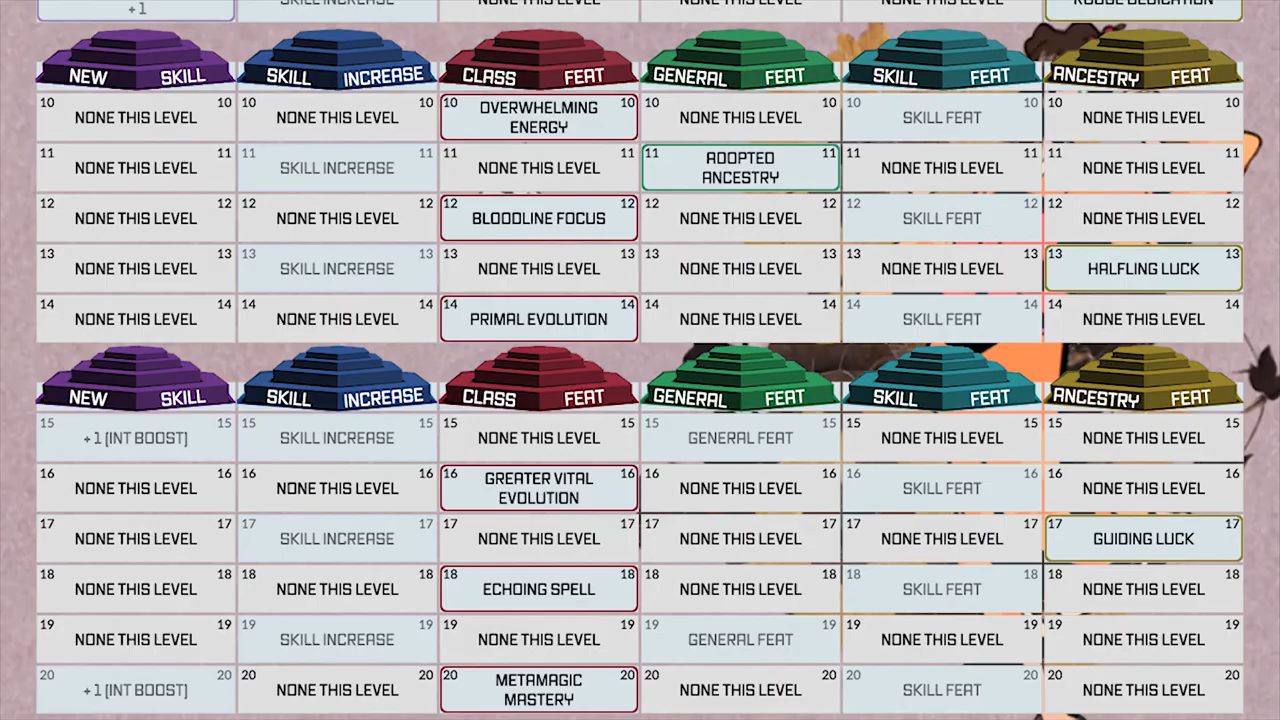 +1
SKILL INCREASE
NONE THIS LEVEL
NONE THIS LEVEL
NONE THIS LEVEL
ROGUE DEDICATION
NEW SKILL
SKILL INCREASE
CLASS FEAT
GENERAL FEAT
SKILL FEAT
ANCESTRY FEAT
10 NONE THIS LEVEL 10
10 NONE THIS LEVEL 10
10 OVERWHELMING 10
ENERGY
10 NONE THIS LEVEL 10
10 SKILL FEAT 10
10 NONE THIS LEVEL 10
11 NONE THIS LEVEL 11
11 SKILL INCREASE 11
11 NONE THIS LEVEL 11
11 ADOPTED 11
ANCESTRY
11 NONE THIS LEVEL 11
11 NONE THIS LEVEL 11
12 NONE THIS LEVEL 12
12 NONE THIS LEVEL 12
12 BLOODLINE FOCUS 12
12 NONE THIS LEVEL 12
12 SKILL FEAT 12
12 NONE THIS LEVEL 12
13 NONE THIS LEVEL 13
13 SKILL INCREASE 13
13 NONE THIS LEVEL 13
13 NONE THIS LEVEL 13
13 NONE THIS LEVEL 13
13 HALFLING LUCK 13
14 NONE THIS LEVEL 14
14 NONE THIS LEVEL 14
14 PRIMAL EVOLUTION 14
14 NONE THIS LEVEL 14
14 SKILL FEAT 14
14 NONE THIS LEVEL 14
NEW SKILL
SKILL INCREASE
CLASS FEAT
GENERAL FEAT
SKILL FEAT
ANCESTRY FEAT
15 +1 (INT BOOST) 15
15 SKILL INCREASE 15
15 NONE THIS LEVEL 15
15 GENERAL FEAT 15
15 NONE THIS LEVEL 15
15 NONE THIS LEVEL 15
16 NONE THIS LEVEL 16
16 NONE THIS LEVEL 16
16 GREATER VITAL 16
EVOLUTION
16 NONE THIS LEVEL 16
16 SKILL FEAT 16
16 NONE THIS LEVEL 16
17 NONE THIS LEVEL 17
17 SKILL INCREASE 17
17 NONE THIS LEVEL 17
17 NONE THIS LEVEL 17
17 NONE THIS LEVEL 17
17 GUIDING LUCK 17
18 NONE THIS LEVEL 18
18 NONE THIS LEVEL 18
18 ECHOING SPELL 18
18 NONE THIS LEVEL 18
18 SKILL FEAT 18
18 NONE THIS LEVEL 18
19 NONE THIS LEVEL 19
19 SKILL INCREASE 19
19 NONE THIS LEVEL 19
19 GENERAL FEAT 19
19 NONE THIS LEVEL 19
19 NONE THIS LEVEL 19
20 +1 (INT BOOST) 20
20 NONE THIS LEVEL 20
20 METAMAGIC 20
MASTERY
20 NONE THIS LEVEL 20
20 SKILL FEAT 20
20 NONE THIS LEVEL 20